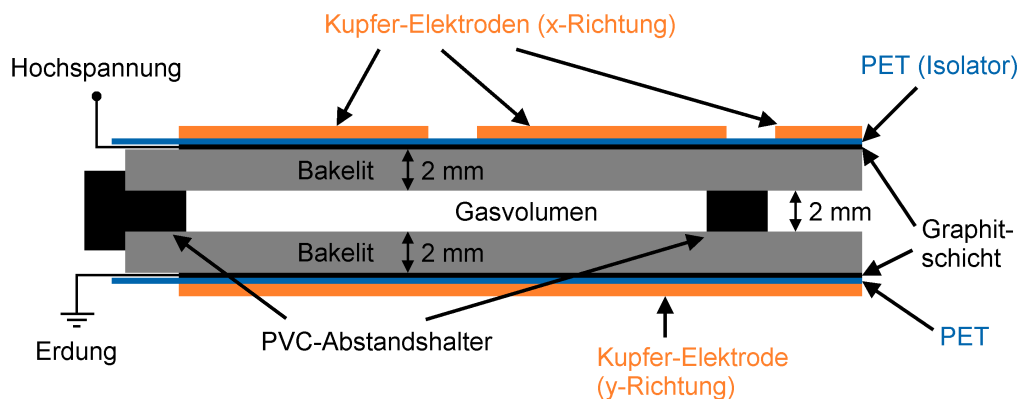 Kupfer-Elektroden (x-Richtung)
Hochspannung
PET (Isolator)
Bakelit
2 mm
Gasvolumen
2 mm
Bakelit
2 mm
Graphit-
schicht
Erdung
PVC-Abstandshalter
Kupfer-Elektrode
(y-Richtung)
PET